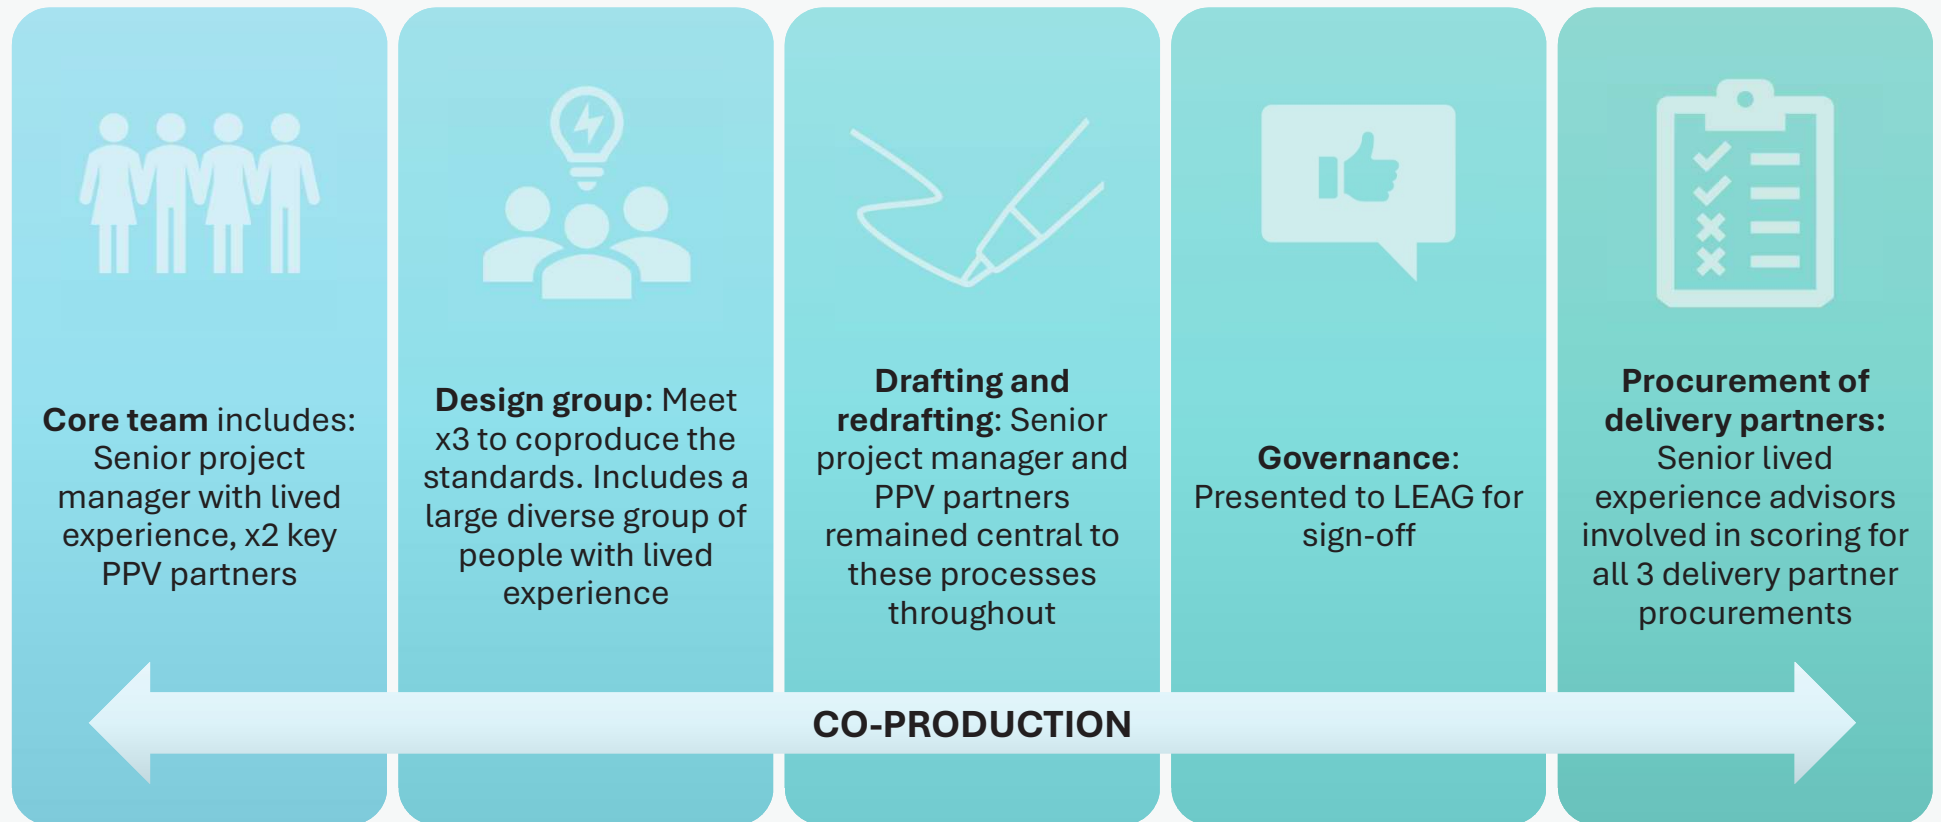 Core team includes:
Senior project
manager with lived
experience, x2 key
PPV partners
Design group: Meet
x3 to coproduce the
standards. Includes a
large diverse group of
people with lived
experience
Drafting and
redrafting: Senior
project manager and
PPV partners
remained central to
these processes
throughout
Governance:
Presented to LEAG for
sign-off
Procurement of
delivery partners:
Senior lived
experience advisors
involved in scoring for
all 3 delivery partner
procurements
CO-PRODUCTION